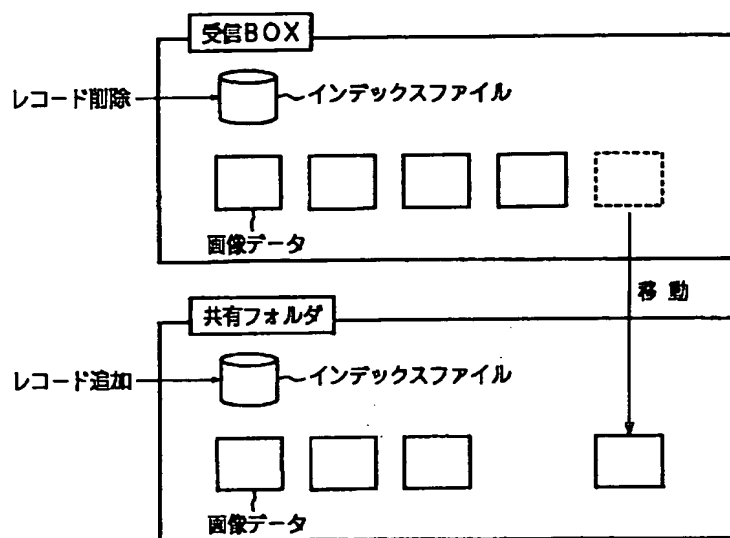 受信BOX
レコード削除
インデックスファイル
画像データ
移動
共有フォルダ
レコード追加
インデックスファイル
画像データ